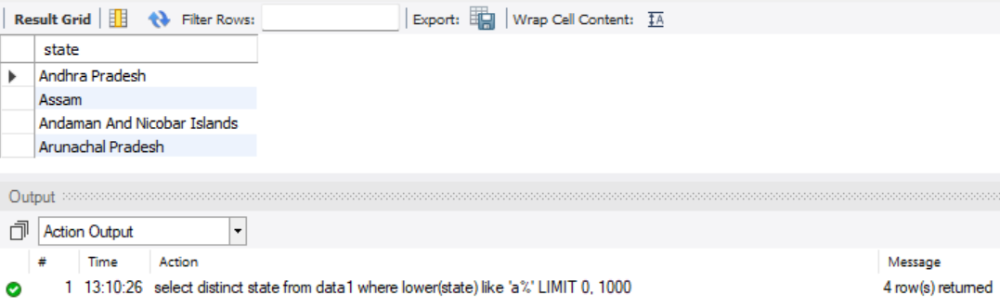 Result Grid Filter Rows: Export: Wrap Cell Content: IA
state
Andhra Pradesh
Assam
Andaman And Nicobar Islands
Arunachal Pradesh
Output
Action Output
# Time Action Message
1 13:10:26 select distinct state from data1 where lower(state) like 'a%' LIMIT 0, 1000 4 row(s) returned